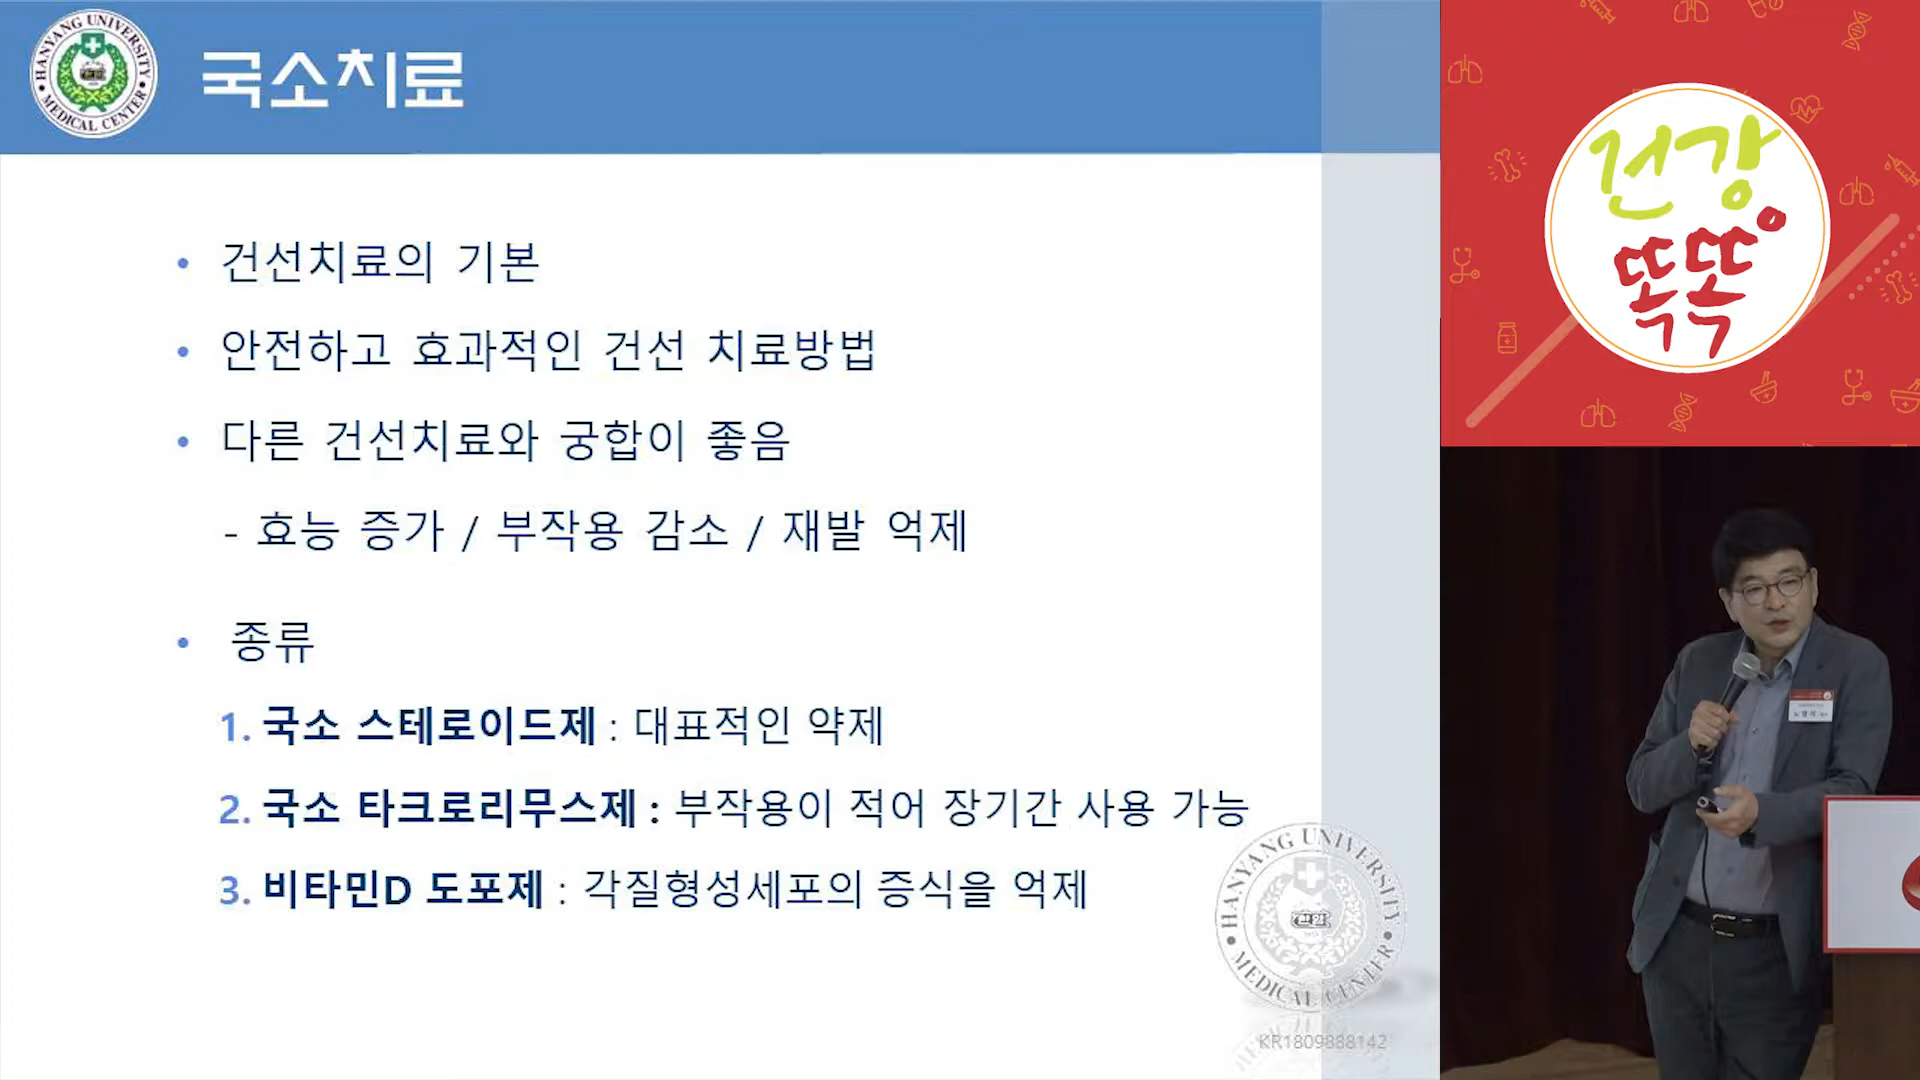 HANYANG UNIVERSITY
MEDICAL CENTER
국소치료
• 건선치료의 기본
• 안전하고 효과적인 건선 치료방법
• 다른 건선치료와 궁합이 좋음
- 효능 증가 / 부작용 감소 / 재발 억제
• 종류
1. 국소 스테로이드제 : 대표적인 약제
2. 국소 타크로리무스제 : 부작용이 적어 장기간 사용 가능
3. 비타민D 도포제 : 각질형성세포의 증식을 억제
HANYANG UNIVERSITY
한양
MEDICAL CENTER
KR1809888142
건강
똑똑